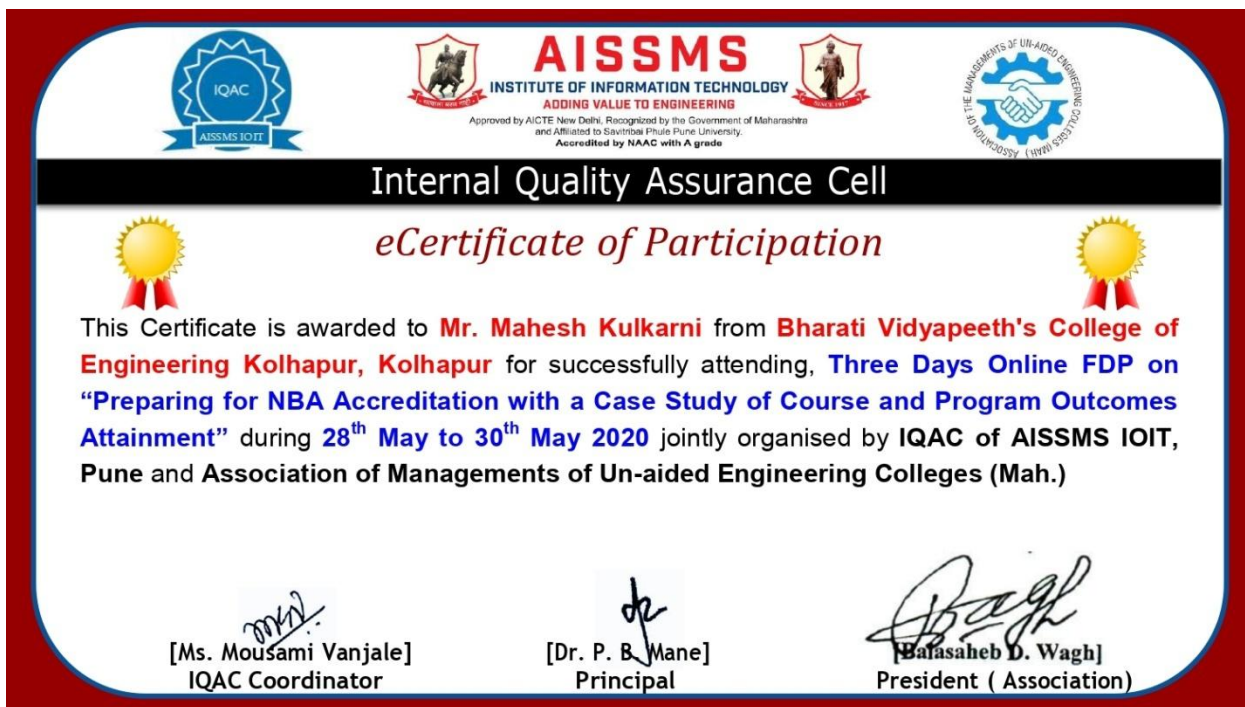 IQAC
AISSMS IOIT
AISSMS
INSTITUTE OF INFORMATION TECHNOLOGY
ADDING VALUE TO ENGINEERING
Approved by AICTE New Delhi, Recognized by the Government of Maharashtra
and Affiliated to Savitribai Phule Pune University.
Accredited by NAAC with A grade
SINCE 1917
ASSOCIATION OF THE MANAGEMENTS OF UN-AIDED ENGINEERING COLLEGES (MAH.)
Internal Quality Assurance Cell
eCertificate of Participation
This Certificate is awarded to Mr. Mahesh Kulkarni from Bharati Vidyapeeth's College of
Engineering Kolhapur, Kolhapur for successfully attending, Three Days Online FDP on
“Preparing for NBA Accreditation with a Case Study of Course and Program Outcomes
Attainment” during 28th May to 30th May 2020 jointly organised by IQAC of AISSMS IOIT,
Pune and Association of Managements of Un-aided Engineering Colleges (Mah.)
[Ms. Mousami Vanjale]
IQAC Coordinator
[Dr. P. B. Mane]
Principal
[Balasaheb D. Wagh]
President ( Association)